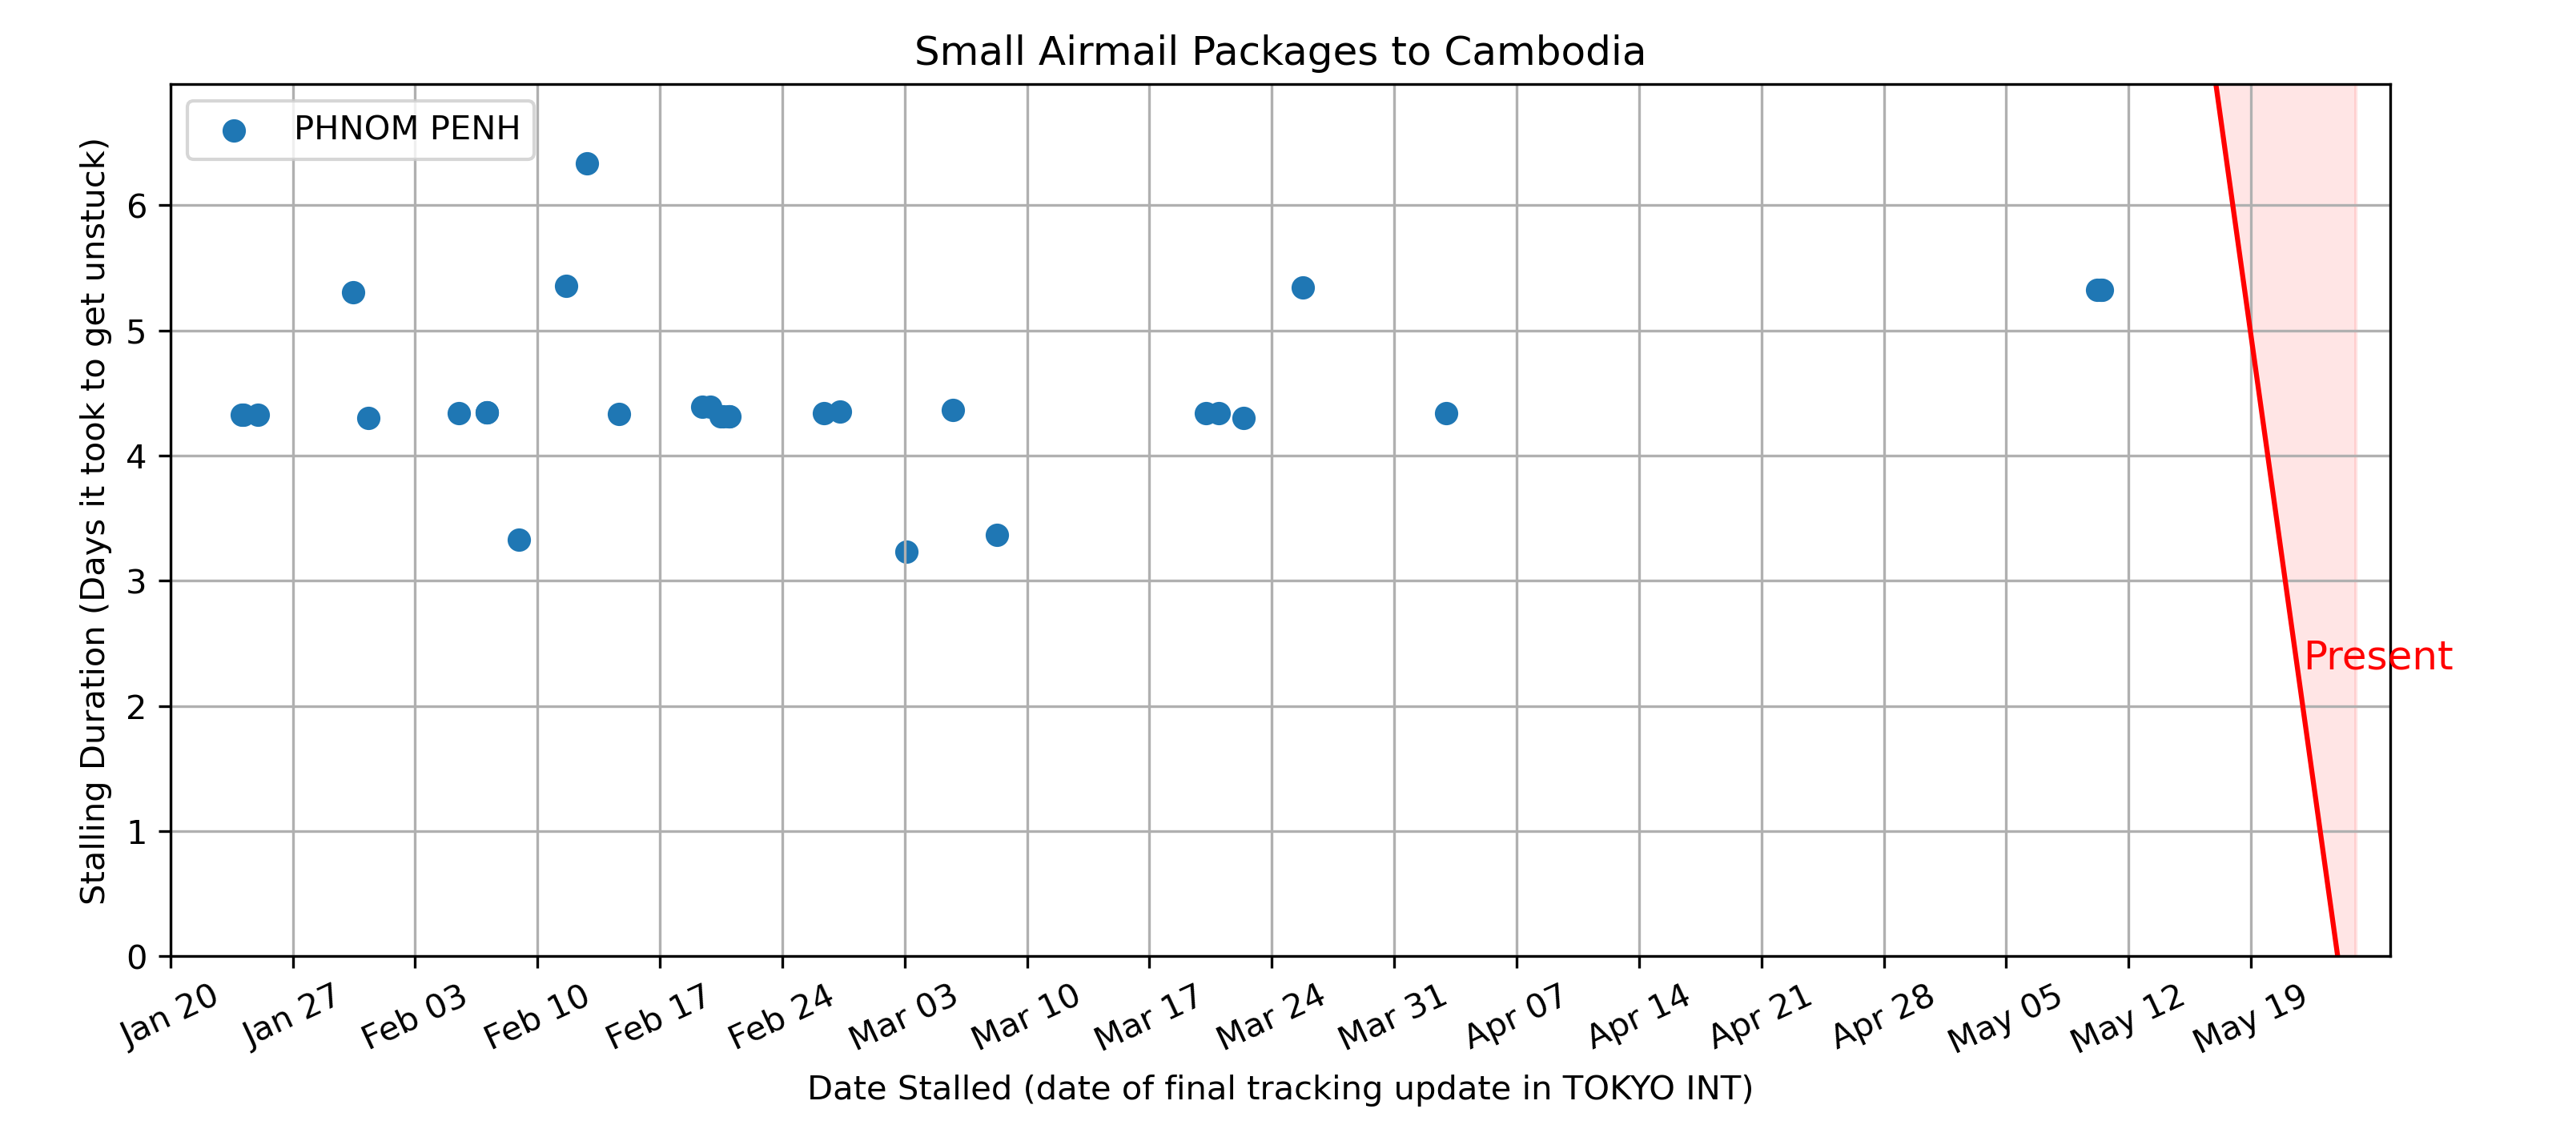 Small Airmail Packages to Cambodia
PHNOM PENH
Stalling Duration (Days it took to get unstuck)
6
5
4
3
2
1
0
Present
Jan 20
Jan 27
Feb 03
Feb 10
Feb 17
Feb 24
Mar 03
Mar 10
Mar 17
Mar 24
Mar 31
Apr 07
Apr 14
Apr 21
Apr 28
May 05
May 12
May 19
Date Stalled (date of final tracking update in TOKYO INT)